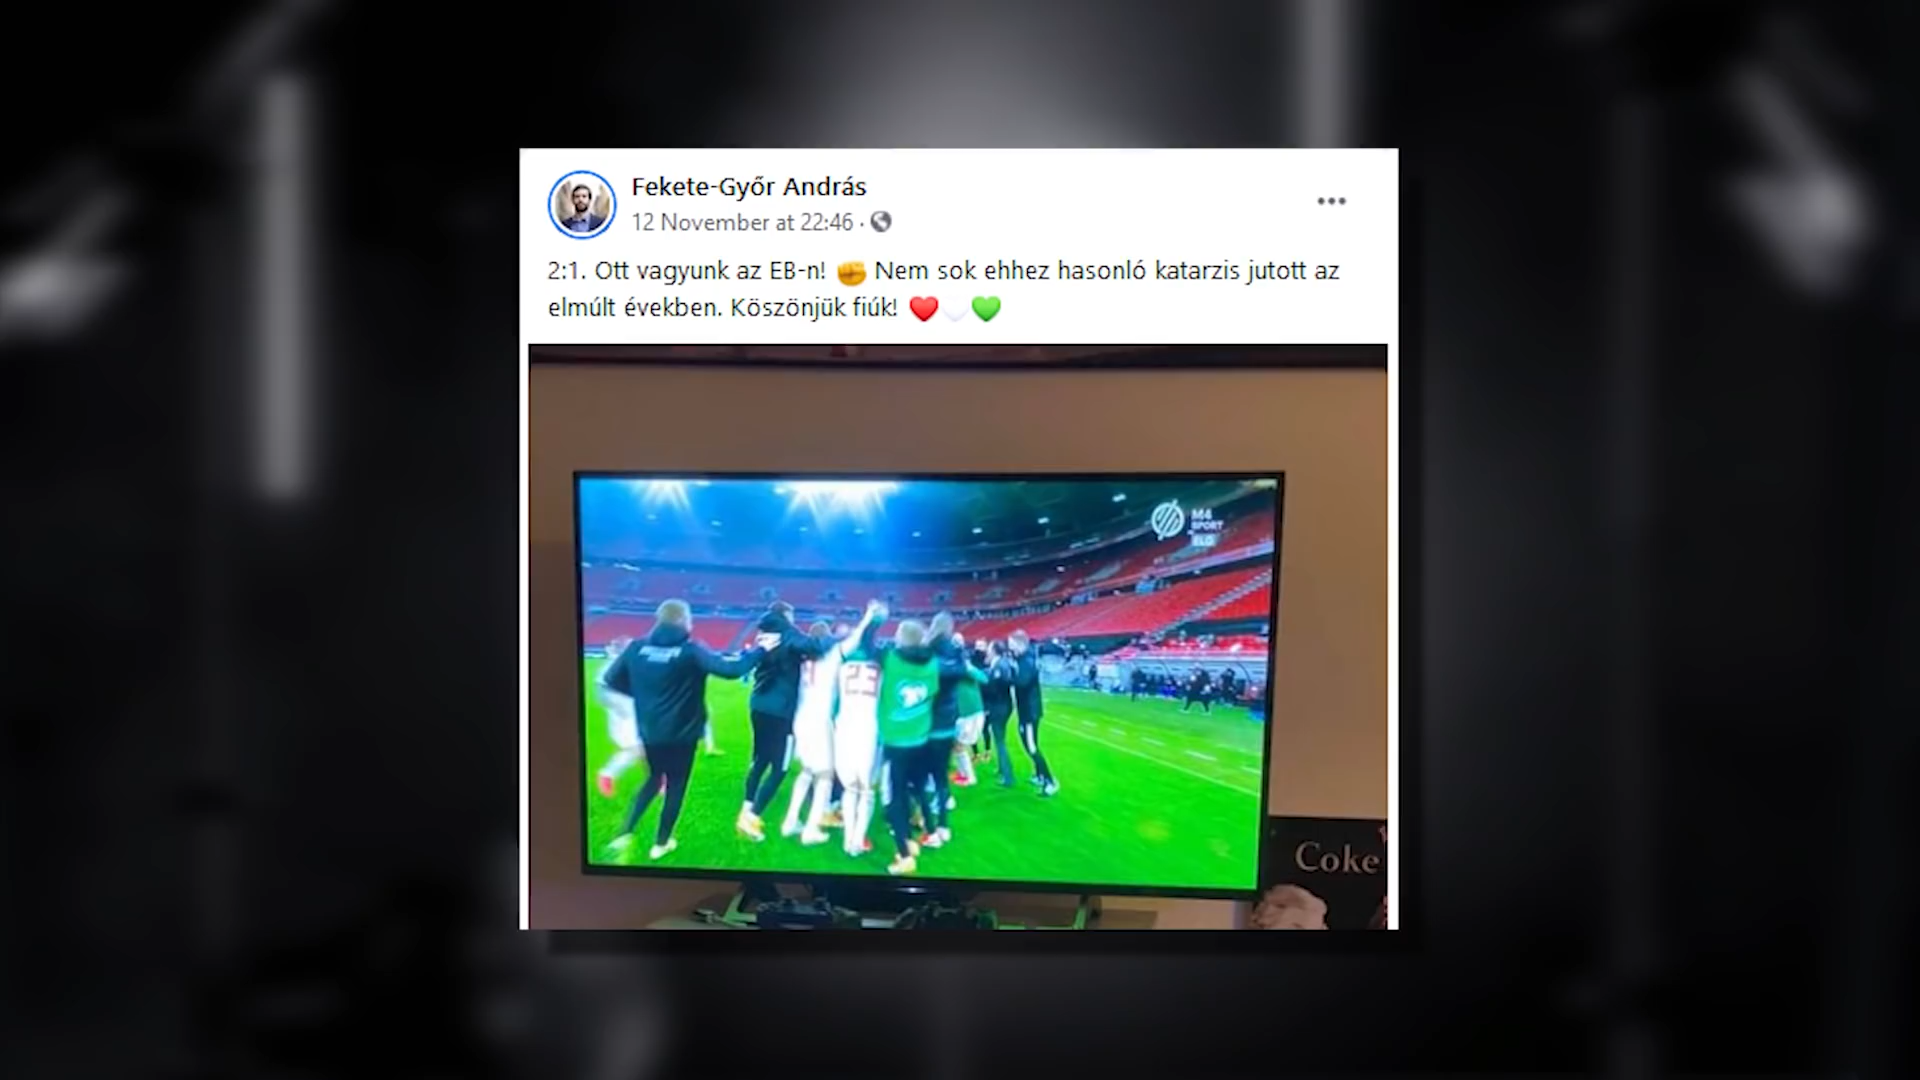 Fekete-Győr András
12 November at 22:46 ·
2:1. Ott vagyunk az EB-n! ✊ Nem sok ehhez hasonló katarzis jutott az
elmúlt években. Köszönjük fiúk! ❤️🤍💚
M4
SPORT
ÉLŐ
23
Coke